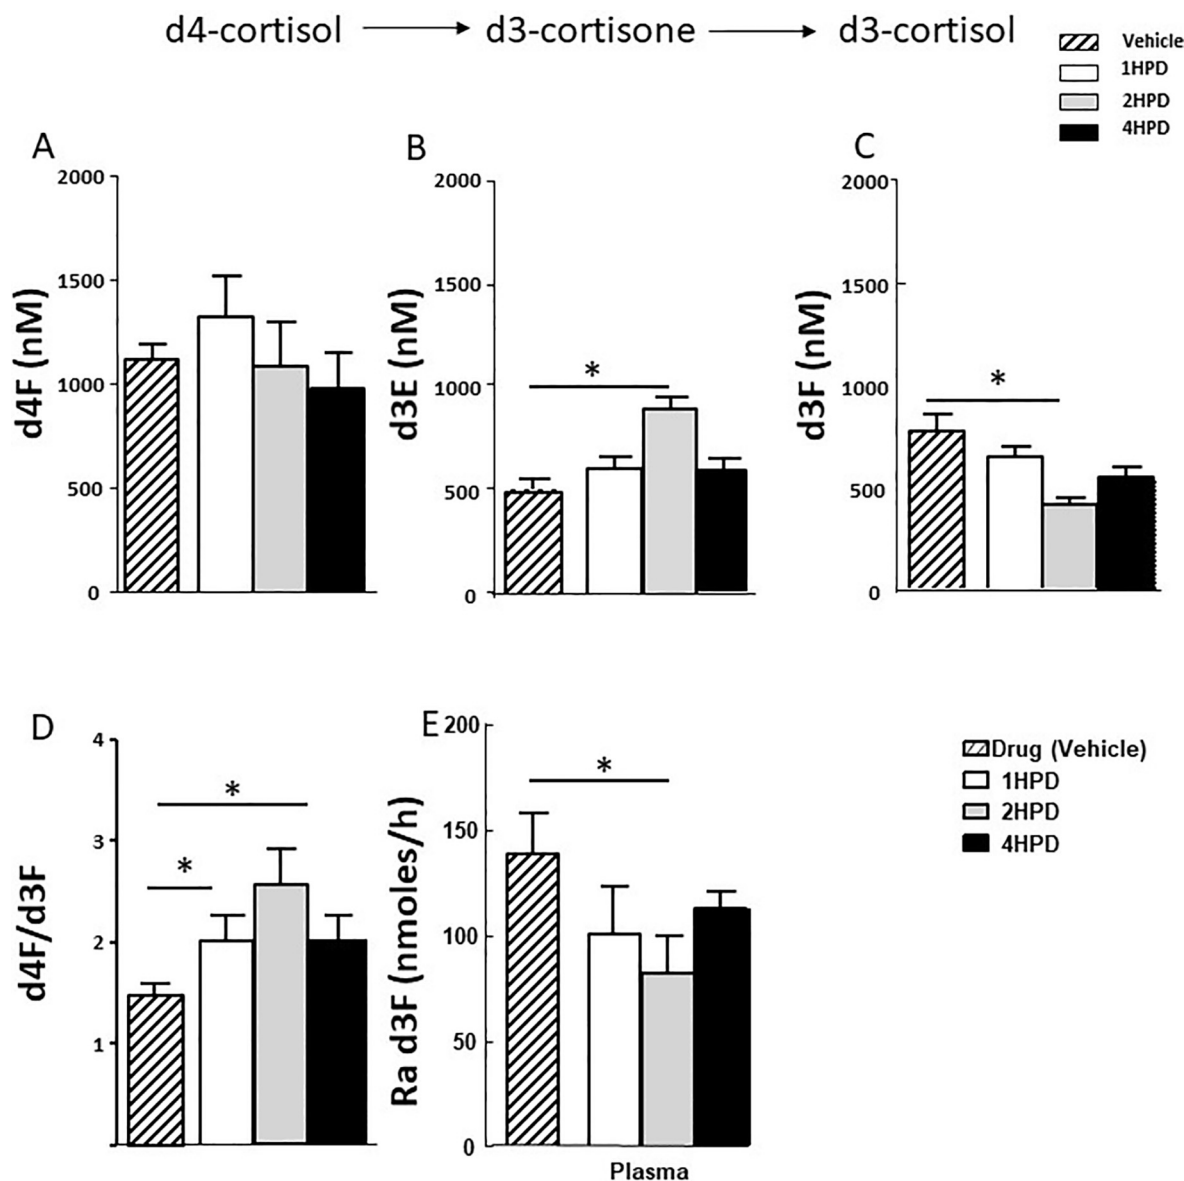 d4-cortisol → d3-cortisone → d3-cortisol
Vehicle
1HPD
2HPD
4HPD
A
2000
1500
1000
500
0
d4F (nM)
B
2000
1500
1000
500
0
d3E (nM)
*
C
2000
1500
1000
500
0
d3F (nM)
*
D
4
3
2
1
d4F/d3F
*
*
E
200
150
100
50
0
Ra d3F (nmoles/h)
*
Plasma
Drug (Vehicle)
1HPD
2HPD
4HPD